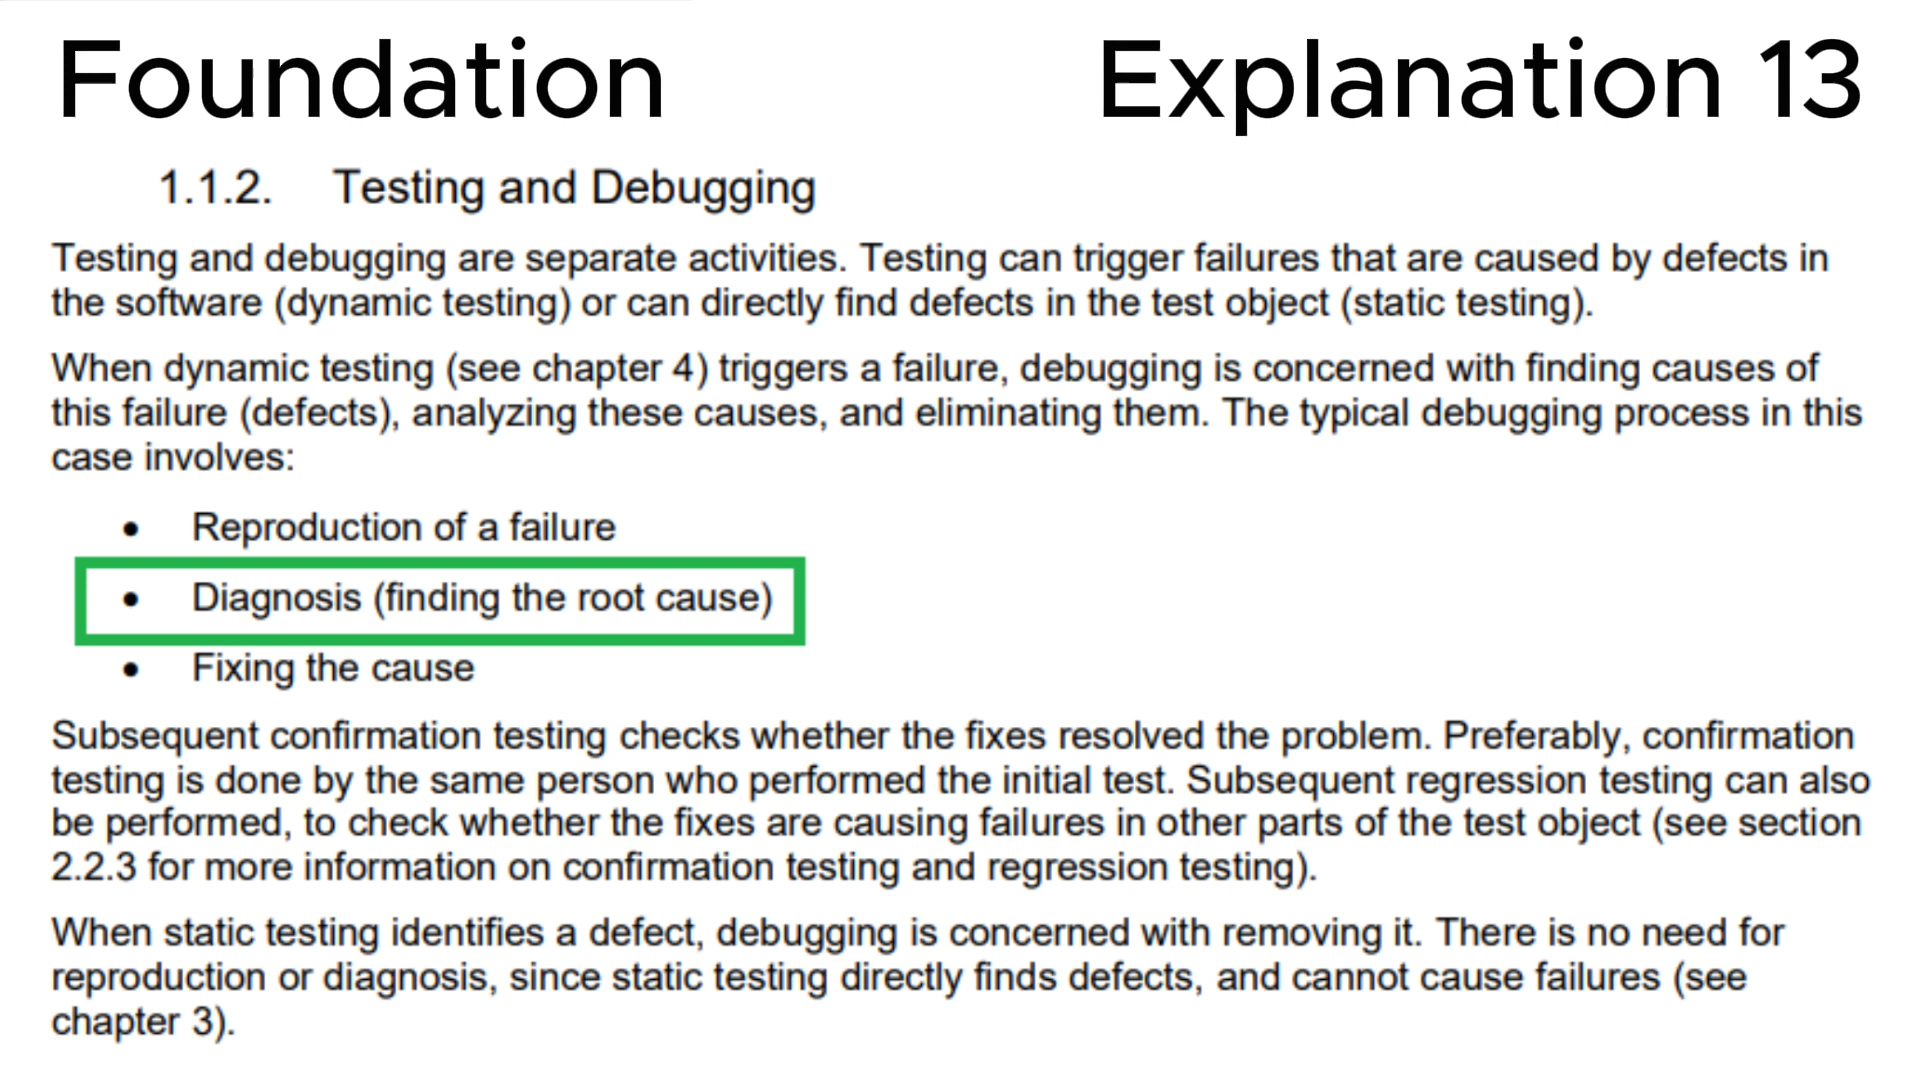 Foundation Explanation 13
1.1.2. Testing and Debugging
Testing and debugging are separate activities. Testing can trigger failures that are caused by defects in
the software (dynamic testing) or can directly find defects in the test object (static testing).
When dynamic testing (see chapter 4) triggers a failure, debugging is concerned with finding causes of
this failure (defects), analyzing these causes, and eliminating them. The typical debugging process in this
case involves:
• Reproduction of a failure
• Diagnosis (finding the root cause)
• Fixing the cause
Subsequent confirmation testing checks whether the fixes resolved the problem. Preferably, confirmation
testing is done by the same person who performed the initial test. Subsequent regression testing can also
be performed, to check whether the fixes are causing failures in other parts of the test object (see section
2.2.3 for more information on confirmation testing and regression testing).
When static testing identifies a defect, debugging is concerned with removing it. There is no need for
reproduction or diagnosis, since static testing directly finds defects, and cannot cause failures (see
chapter 3).